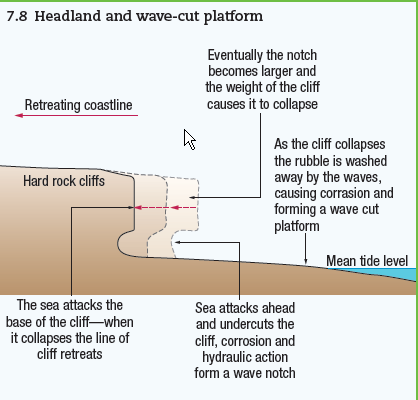 7.8 Headland and wave-cut platform
Eventually the notch
becomes larger and
the weight of the cliff
causes it to collapse
Retreating coastline
As the cliff collapses
the rubble is washed
away by the waves,
causing corrasion and
forming a wave cut
platform
Hard rock cliffs
Mean tide level
The sea attacks the
base of the cliff—when
it collapses the line of
cliff retreats
Sea attacks ahead
and undercuts the
cliff, corrosion and
hydraulic action
form a wave notch